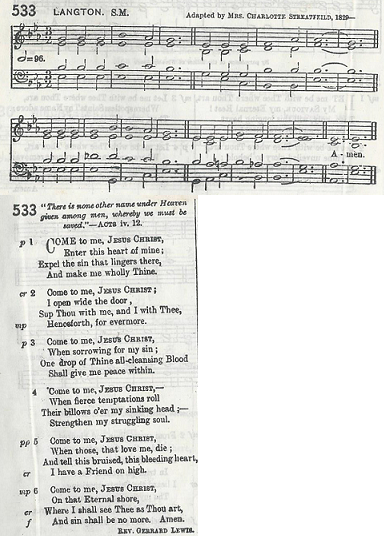 533 LANGTON. S.M. Adapted by MRS. CHARLOTTE STREATFEILD, 1829—
=96.
A - men.
533 "There is none other name under Heaven
given among men, whereby we must be
saved."—ACTS iv. 12.
p 1 COME to me, JESUS CHRIST,
Enter this heart of mine;
Expel the sin that lingers there,
And make me wholly Thine.
cr 2 Come to me, JESUS CHRIST;
I open wide the door,
Sup Thou with me, and I with Thee,
mp Henceforth, for evermore.
p 3 Come to me, JESUS CHRIST,
When sorrowing for my sin;
One drop of Thine all-cleansing Blood
Shall give me peace within.
4 Come to me, JESUS CHRIST,—
When fierce temptations roll
Their billows o'er my sinking head;—
Strengthen my struggling soul.
pp 5 Come to me, JESUS CHRIST,
When those, that love me, die;
And tell this bruised, this bleeding heart,
cr I have a Friend on high.
mp 6 Come to me, JESUS CHRIST,
On that Eternal shore,
cr Where I shall see Thee as Thou art,
f And sin shall be no more. Amen.
REV. GERRARD LEWIS.